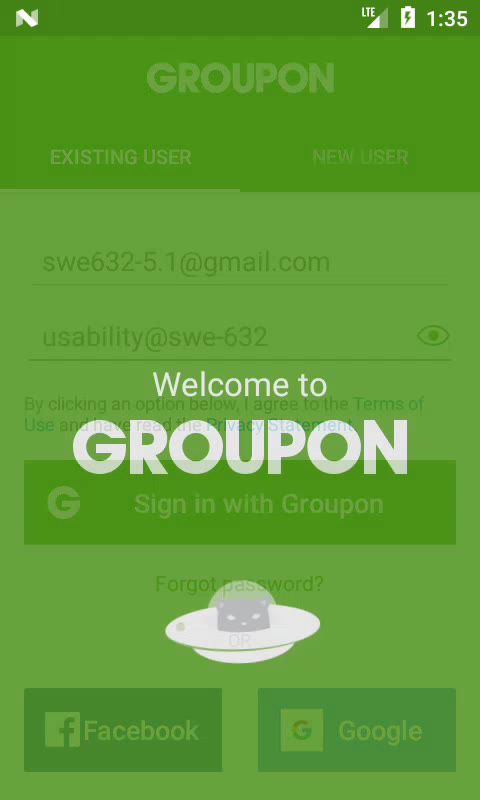 LTE 1:35
GROUPON
EXISTING USER NEW USER
swe632-5.1@gmail.com
usability@swe-632
Welcome to
By clicking an option below, I agree to the Terms of
Use and have read the Privacy Statement.
GROUPON
G Sign in with Groupon
Forgot password?
OR
f Facebook G Google